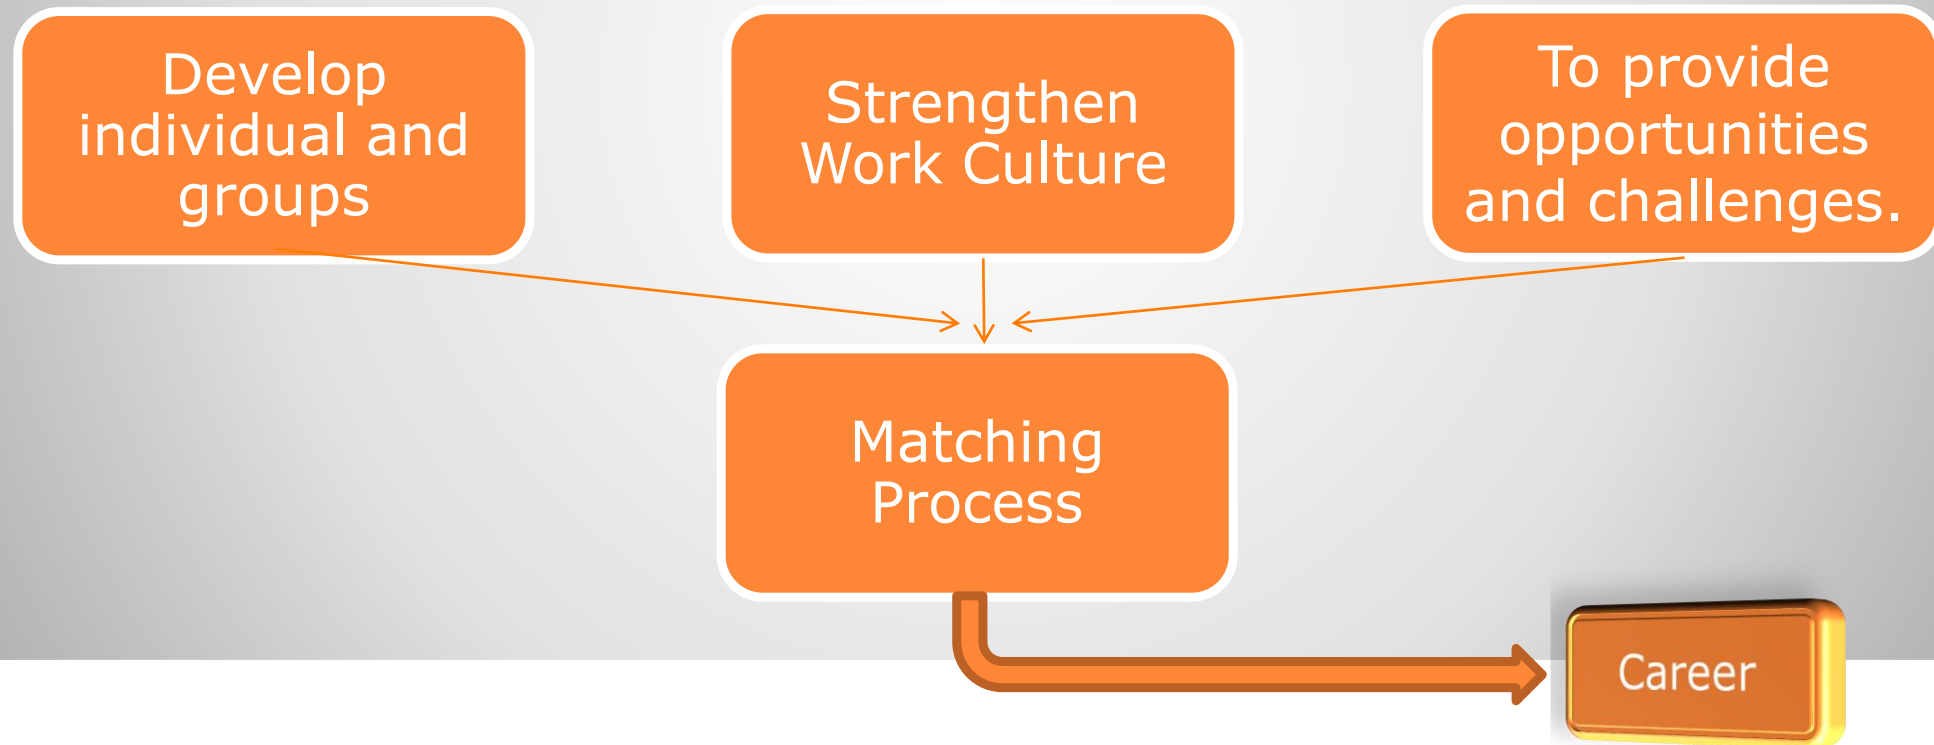 Develop
individual and
groups
Strengthen
Work Culture
To provide
opportunities
and challenges.
Matching
Process
Career